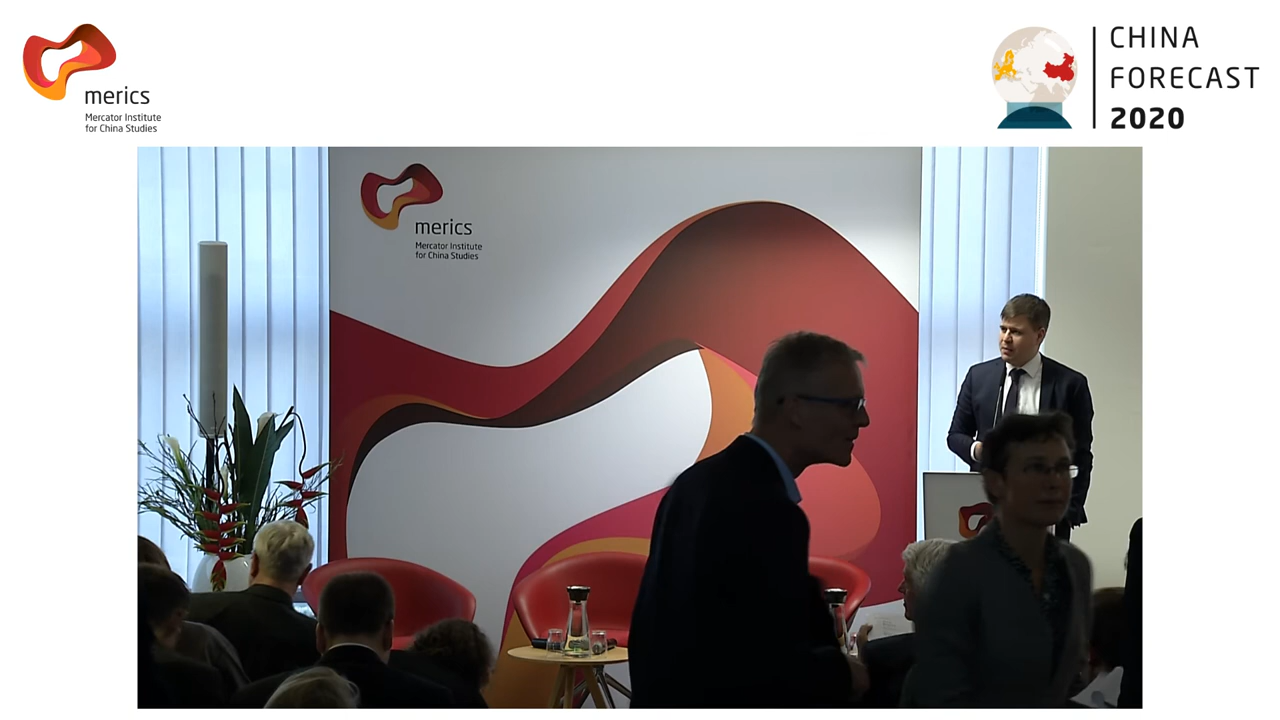 merics
Mercator Institute
for China Studies
CHINA
FORECAST
2020
merics
Mercator Institute
for China Studies